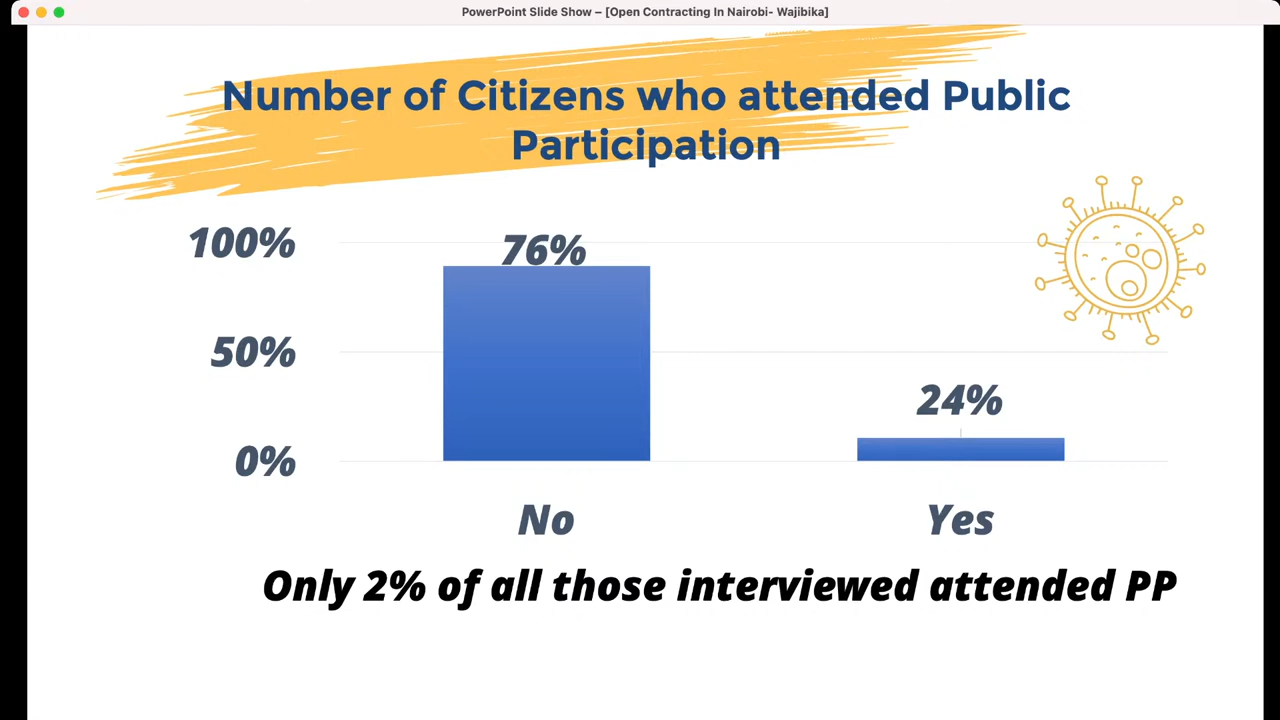 PowerPoint Slide Show – [Open Contracting In Nairobi- Wajibika]
Number of Citizens who attended Public
Participation
100%
76%
50%
24%
0%
No
Yes
Only 2% of all those interviewed attended PP